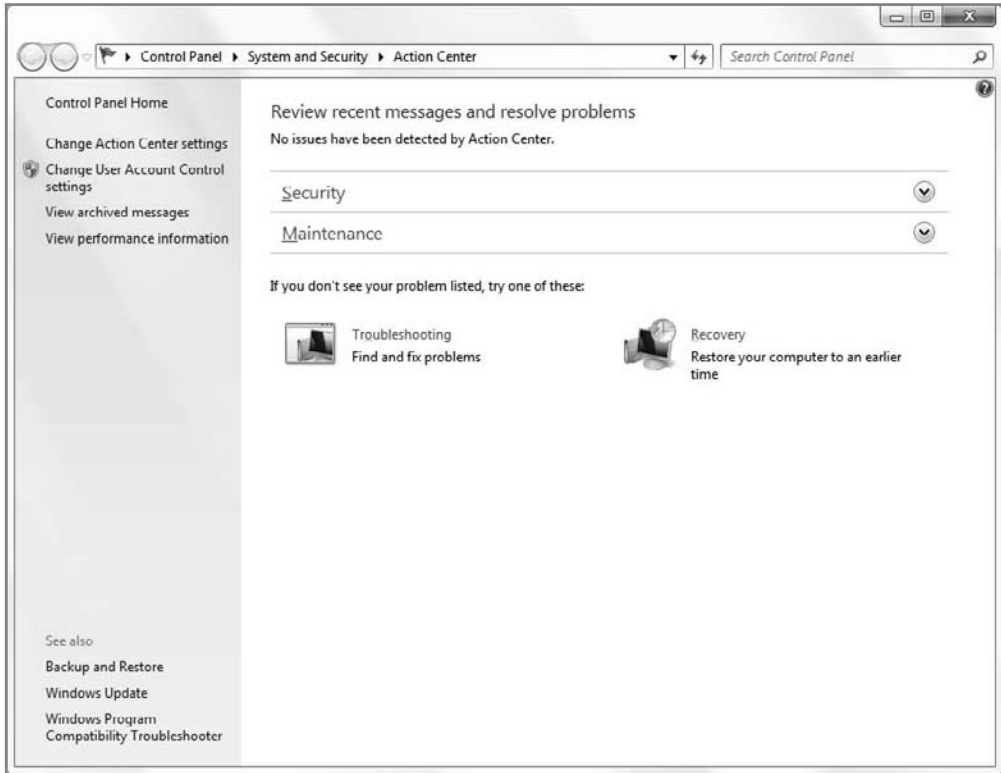 Control Panel ▸ System and Security ▸ Action Center
Search Control Panel
Control Panel Home
Change Action Center settings
Change User Account Control
settings
View archived messages
View performance information
Review recent messages and resolve problems
No issues have been detected by Action Center.
Security
Maintenance
If you don't see your problem listed, try one of these:
Troubleshooting
Find and fix problems
Recovery
Restore your computer to an earlier
time
See also
Backup and Restore
Windows Update
Windows Program
Compatibility Troubleshooter